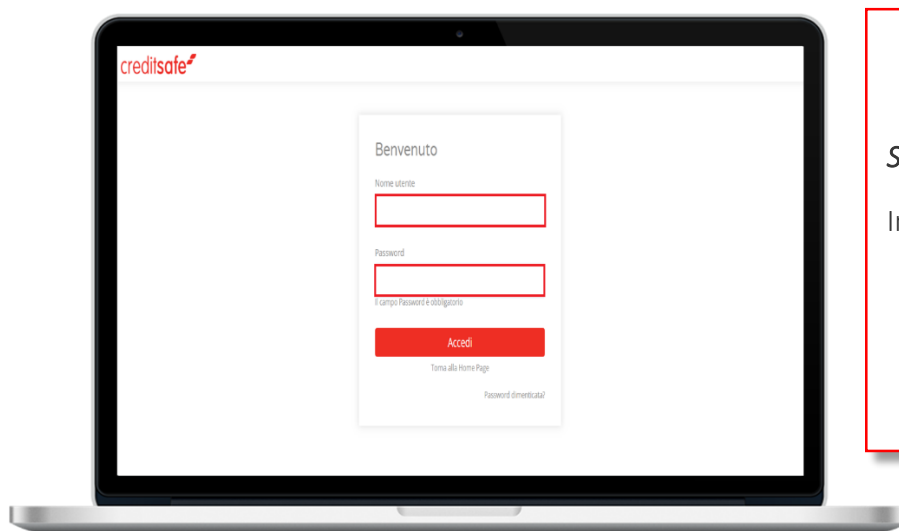 creditsafe
Benvenuto
Nome utente
Password
Il campo Password è obbligatorio
Accedi
Torna alla Home Page
Password dimenticata?
S